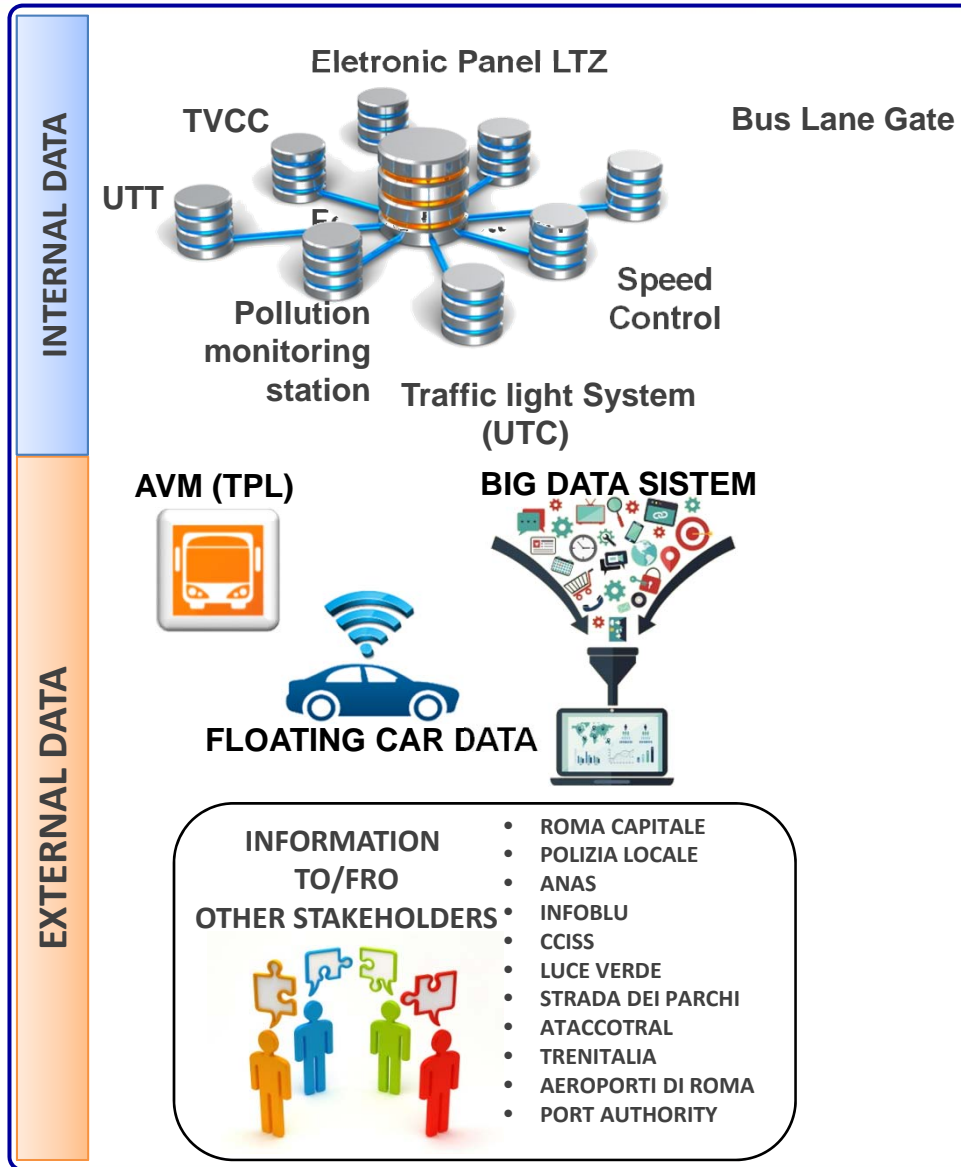 INTERNAL DATA
Eletronic Panel LTZ
TVCC
Bus Lane Gate
UTT
Speed
Control
Pollution
monitoring
station
Traffic light System
(UTC)
EXTERNAL DATA
AVM (TPL)
BIG DATA SISTEM
FLOATING CAR DATA
INFORMATION
TO/FRO
OTHER STAKEHOLDERS
• ROMA CAPITALE
• POLIZIA LOCALE
• ANAS
• INFOBLU
• CCISS
• LUCE VERDE
• STRADA DEI PARCHI
• ATACCOTRAL
• TRENITALIA
• AEROPORTI DI ROMA
• PORT AUTHORITY